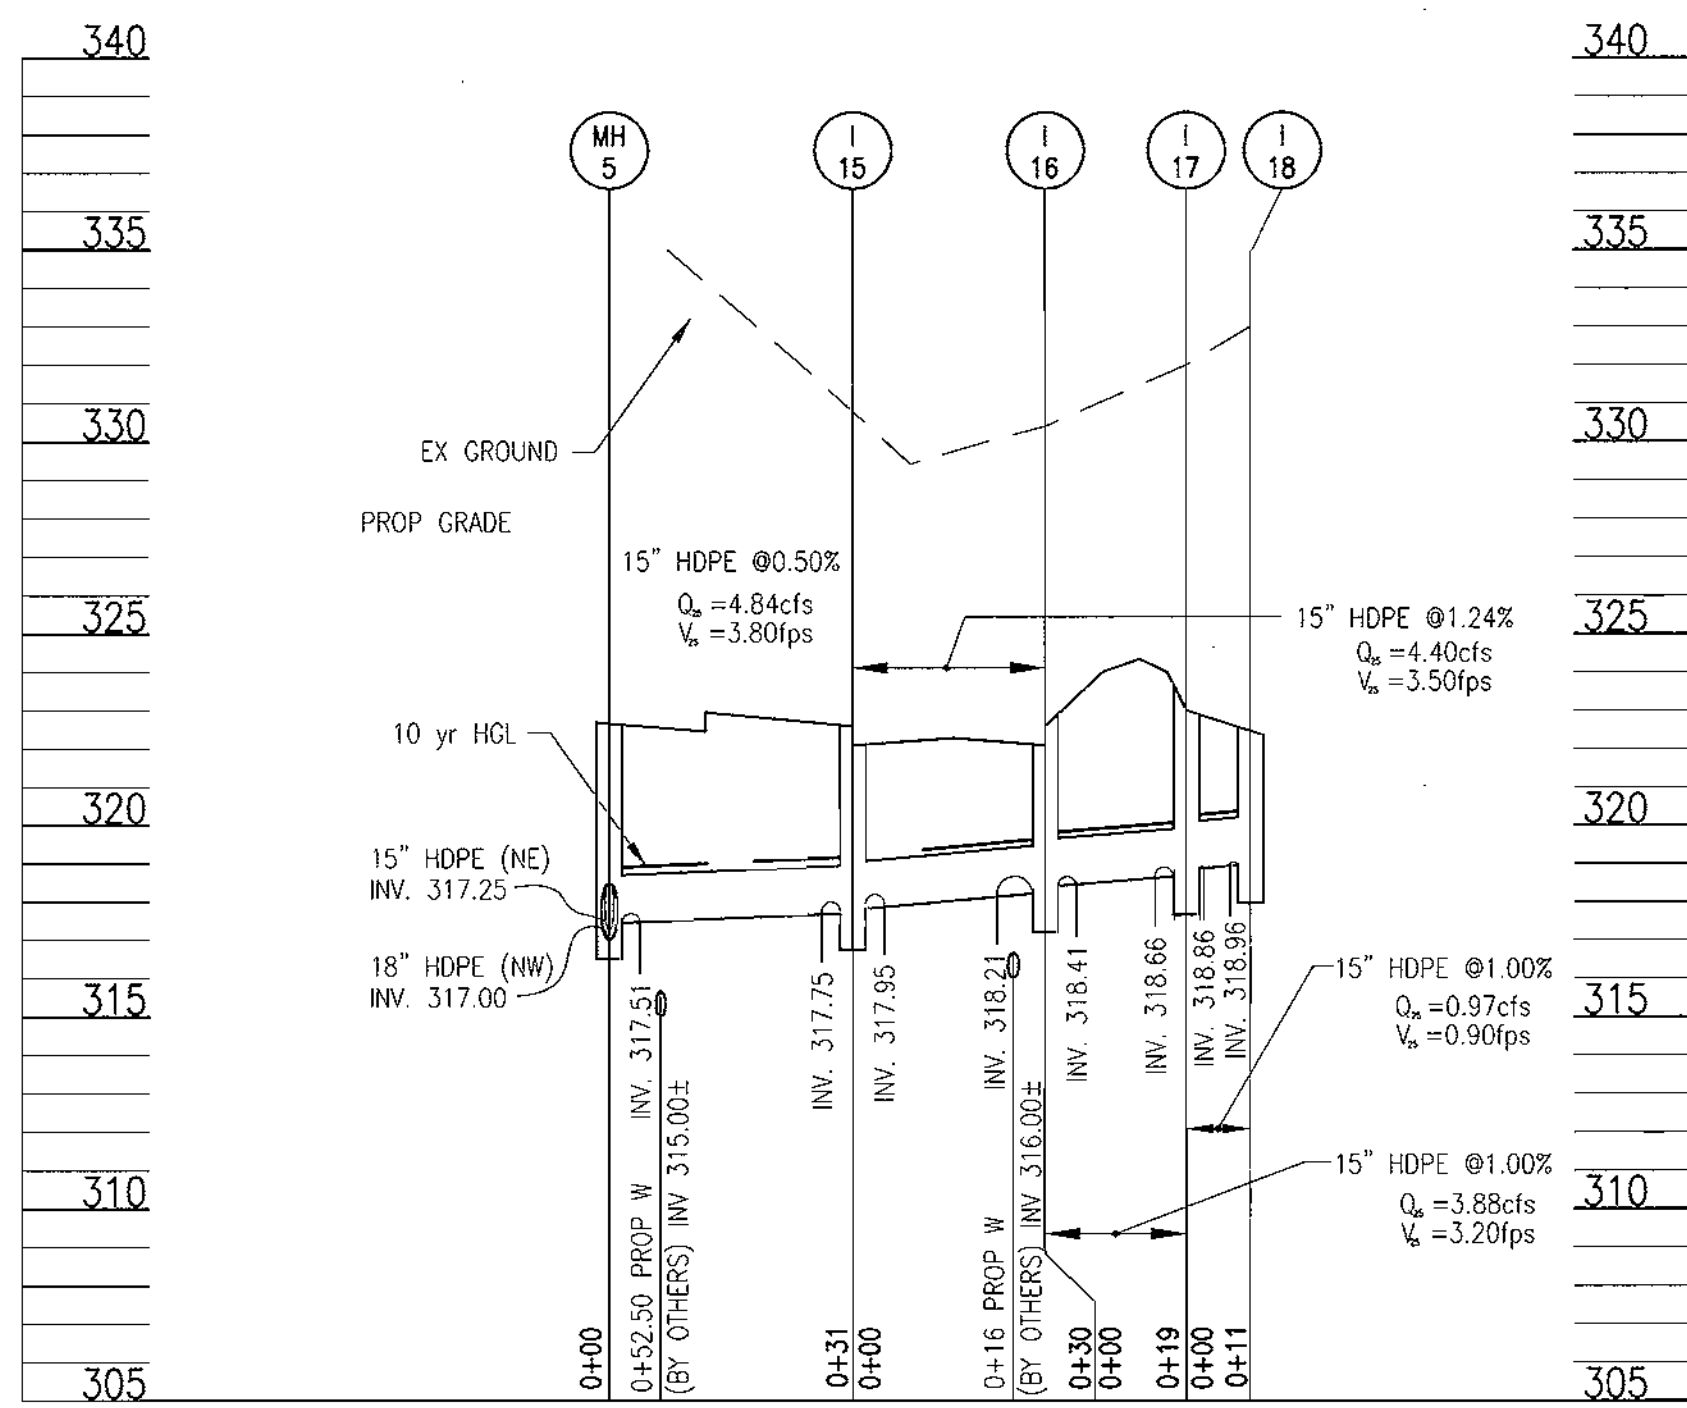 340
335
330
325
320
315
310
305
340
335
330
325
320
315
310
305
MH
5
I
15
I
16
I
17
I
18
EX GROUND
PROP GRADE
15" HDPE @0.50%
Q₂₅ =4.84cfs
V₂₅ =3.80fps
15" HDPE @1.24%
Q₂₅ =4.40cfs
V₂₅ =3.50fps
10 yr HGL
15" HDPE (NE)
INV. 317.25
18" HDPE (NW)
INV. 317.00
INV. 317.51
INV. 317.75
INV. 317.95
INV. 318.21
INV. 318.41
INV. 318.66
INV. 318.86
INV. 318.96
15" HDPE @1.00%
Q₂₅ =0.97cfs
V₂₅ =0.90fps
15" HDPE @1.00%
Q₂₅ =3.88cfs
V₂₅ =3.20fps
0+00
0+52.50 PROP W
(BY OTHERS) INV 315.00±
0+31
0+00
0+16 PROP W
(BY OTHERS) INV 316.00±
0+30
0+00
0+19
0+00
0+11